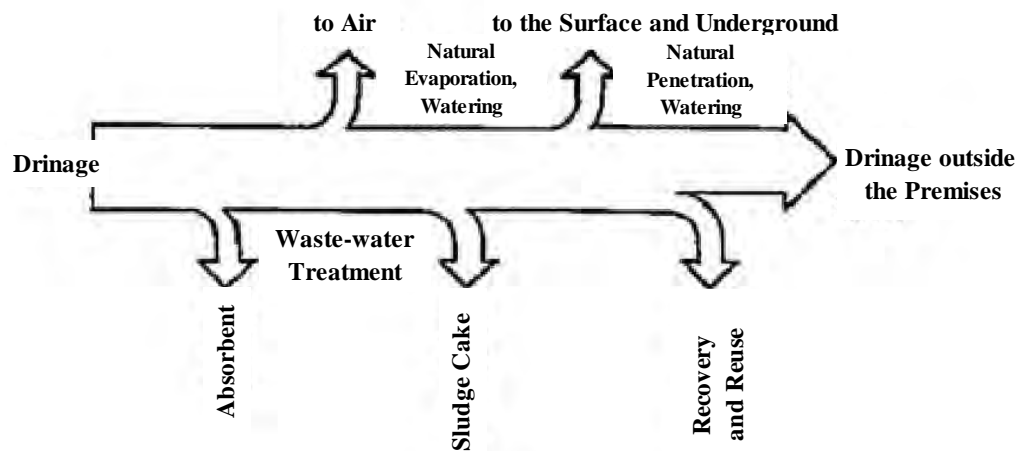 to Air
to the Surface and Underground
Natural
Evaporation,
Watering
Natural
Penetration,
Watering
Drinage
Drinage outside
the Premises
Waste-water
Treatment
Absorbent
Sludge Cake
Recovery
and Reuse